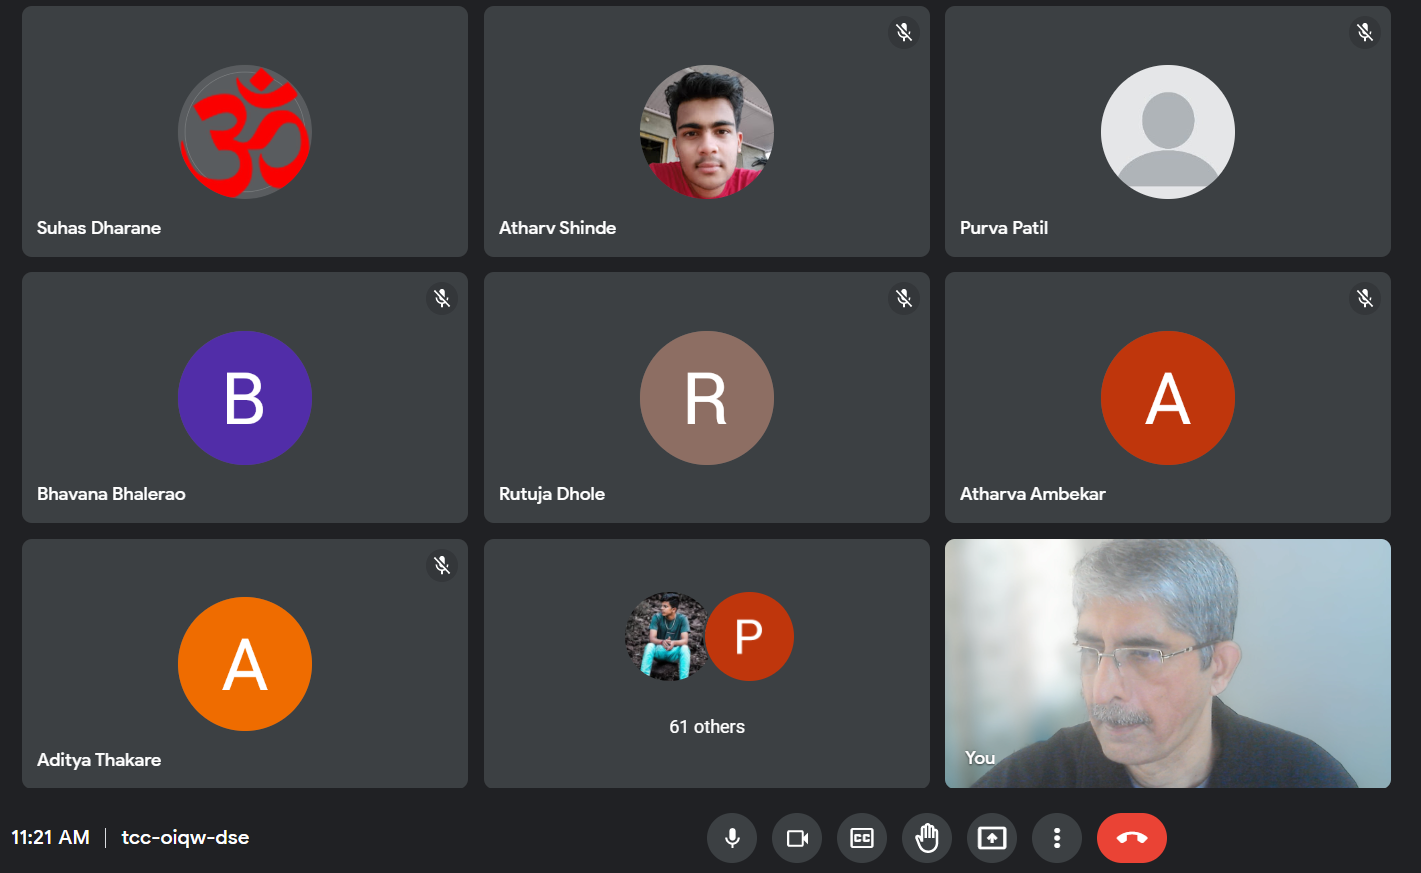 ॐ
Suhas Dharane
Atharv Shinde
Purva Patil
B
Bhavana Bhalerao
R
Rutuja Dhole
A
Atharva Ambekar
A
Aditya Thakare
P
61 others
You
11:21 AM | tcc-oiqw-dse
CC